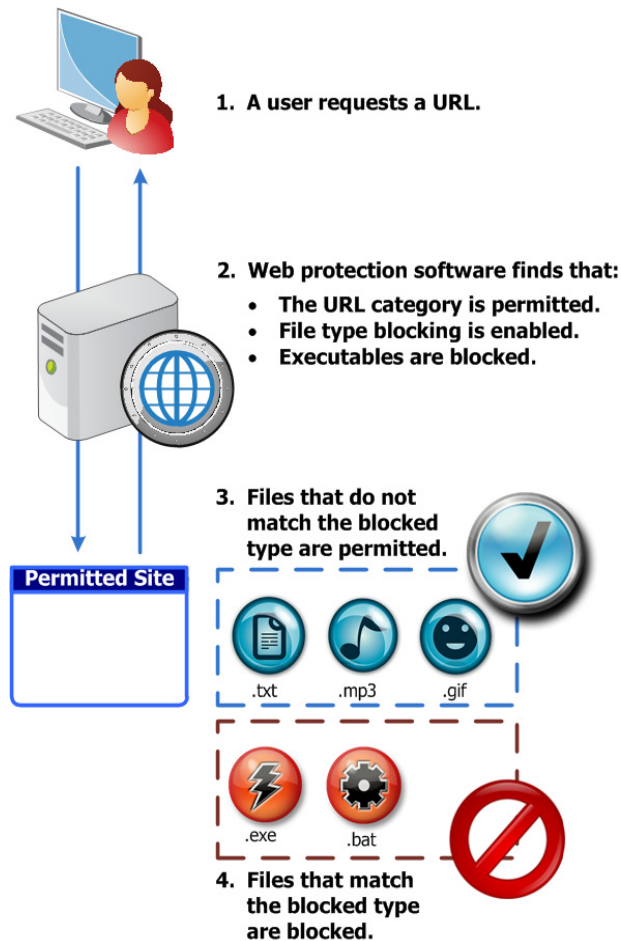 1. A user requests a URL.
2. Web protection software finds that:
• The URL category is permitted.
• File type blocking is enabled.
• Executables are blocked.
3. Files that do not
match the blocked
type are permitted.
Permitted Site
.txt
.mp3
.gif
.exe
.bat
4. Files that match
the blocked type
are blocked.